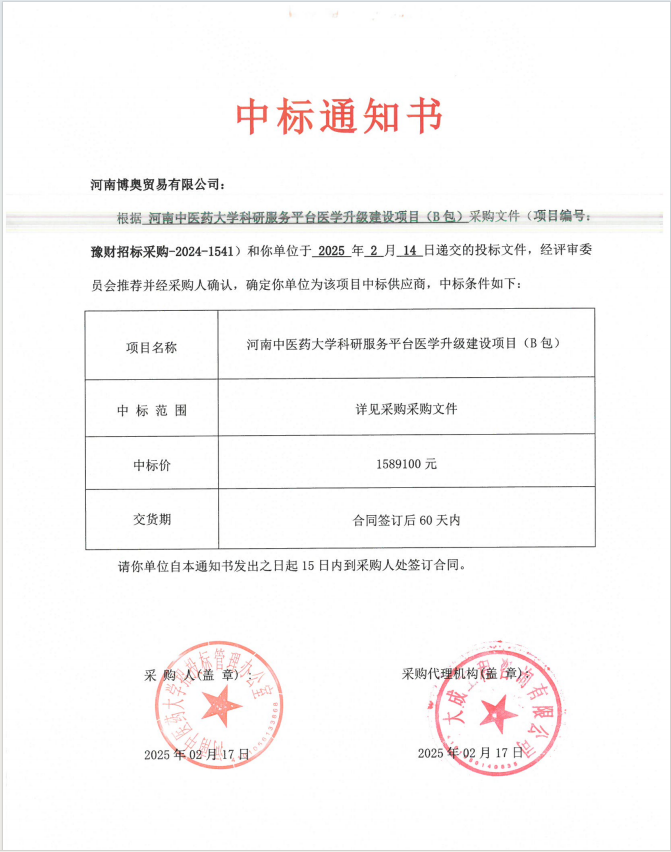 中标通知书
河南博奥贸易有限公司：
根据 河南中医药大学科研服务平台医学升级建设项目（B 包）采购文件（项目编号：
豫财招标采购-2024-1541）和你单位于 2025 年 2 月 14 日递交的投标文件，经评审委
员会推荐并经采购人确认，确定你单位为该项目中标供应商，中标条件如下：
项目名称 河南中医药大学科研服务平台医学升级建设项目（B 包）
中 标 范 围 详见采购采购文件
中标价 1589100 元
交货期 合同签订后 60 天内
请你单位自本通知书发出之日起 15 日内到采购人处签订合同。
采 购 人(盖 章)： 采购代理机构(盖 章)：
河南中医药大学招投标管理办公室 大成工程咨询有限公司
2025 年 02 月 17 日 2025 年 02 月 17 日